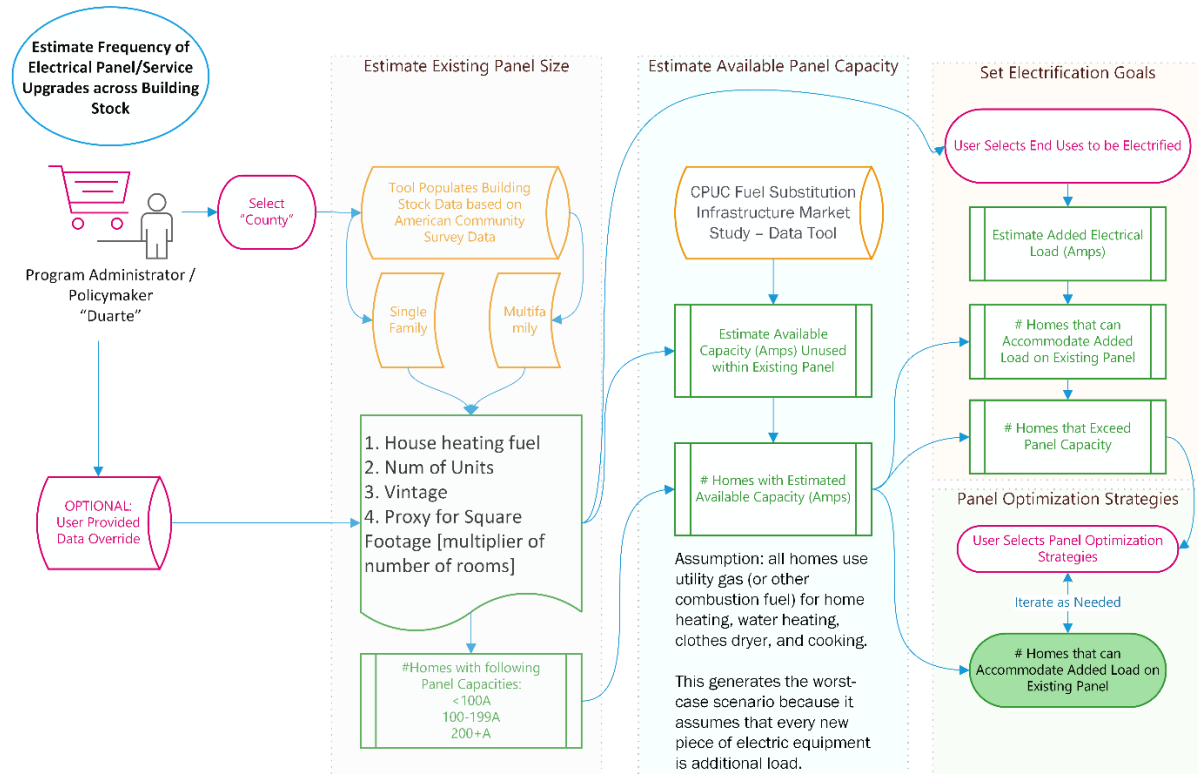 Estimate Frequency of
Electrical Panel/Service
Upgrades across Building
Stock
Program Administrator /
Policymaker
"Duarte"
Select
"County"
OPTIONAL:
User Provided
Data Override
Estimate Existing Panel Size
Tool Populates Building
Stock Data based on
American Community
Survey Data
Single
Family
Multifa
mily
1. House heating fuel
2. Num of Units
3. Vintage
4. Proxy for Square
Footage [multiplier of
number of rooms]
#Homes with following
Panel Capacities:
<100A
100-199A
200+A
Estimate Available Panel Capacity
CPUC Fuel Substitution
Infrastructure Market
Study – Data Tool
Estimate Available
Capacity (Amps) Unused
within Existing Panel
# Homes with Estimated
Available Capacity (Amps)
Assumption: all homes use
utility gas (or other
combustion fuel) for home
heating, water heating,
clothes dryer, and cooking.
This generates the worst-
case scenario because it
assumes that every new
piece of electric equipment
is additional load.
Set Electrification Goals
User Selects End Uses to be Electrified
Estimate Added Electrical
Load (Amps)
# Homes that can
Accommodate Added
Load on Existing Panel
# Homes that Exceed
Panel Capacity
Panel Optimization Strategies
User Selects Panel Optimization
Strategies
Iterate as Needed
# Homes that can
Accommodate Added Load on
Existing Panel